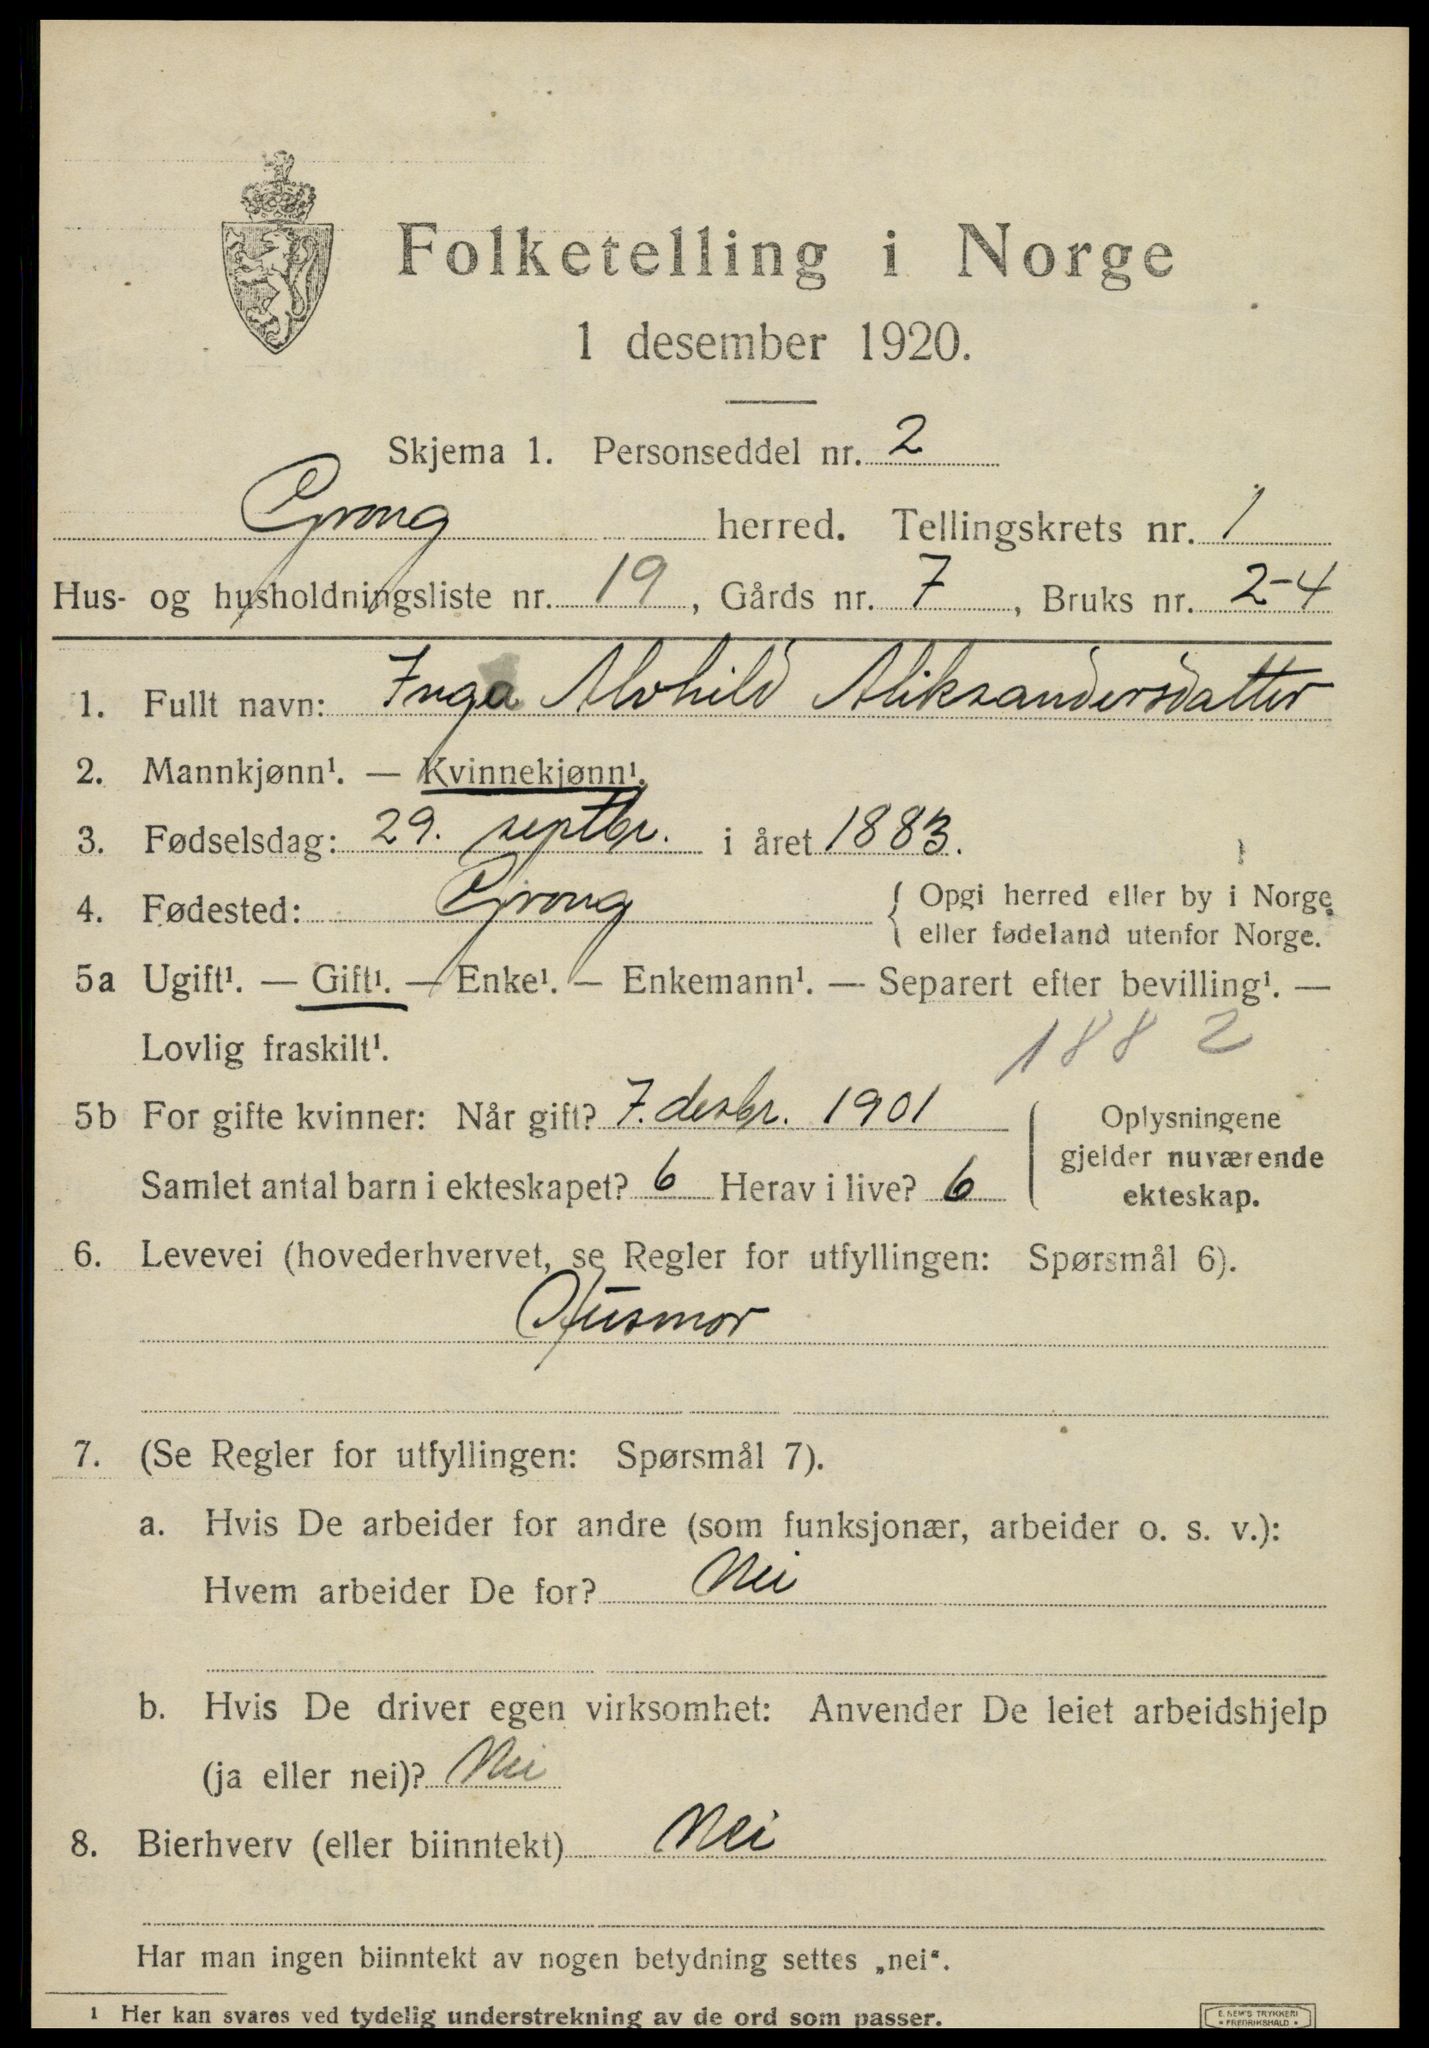 Folketelling i Norge
1 desember 1920.
Skjema 1. Personseddel nr. 2
Grong herred. Tellingskrets nr. 1
Hus- og husholdningsliste nr. 19, Gårds nr. 7, Bruks nr. 2-4
1. Fullt navn: Inga Alvhild Aliksandersdatter
2. Mannkjønn¹. — Kvinnekjønn¹.
3. Fødselsdag: 29. septbr. i året 1883.
4. Fødested: Grong { Opgi herred eller by i Norge
eller fødeland utenfor Norge.
5a Ugift¹. — Gift¹. — Enke¹. — Enkemann¹. — Separert efter bevilling¹. —
Lovlig fraskilt¹.
1882
5b For gifte kvinner: Når gift? 7. desbr. 1901
Samlet antal barn i ekteskapet? 6 Herav i live? 6
Oplysningene
gjelder nuværende
ekteskap.
6. Levevei (hovederhvervet, se Regler for utfyllingen: Spørsmål 6).
Husmor
7. (Se Regler for utfyllingen: Spørsmål 7).
a. Hvis De arbeider for andre (som funksjonær, arbeider o. s. v.):
Hvem arbeider De for? Nei
b. Hvis De driver egen virksomhet: Anvender De leiet arbeidshjelp
(ja eller nei)? Nei
8. Bierhverv (eller biinntekt) Nei
Har man ingen biinntekt av nogen betydning settes „nei“.
¹ Her kan svares ved tydelig understrekning av de ord som passer.
E. SEM'S TRYKKERI
• FREDRIKSHALD •